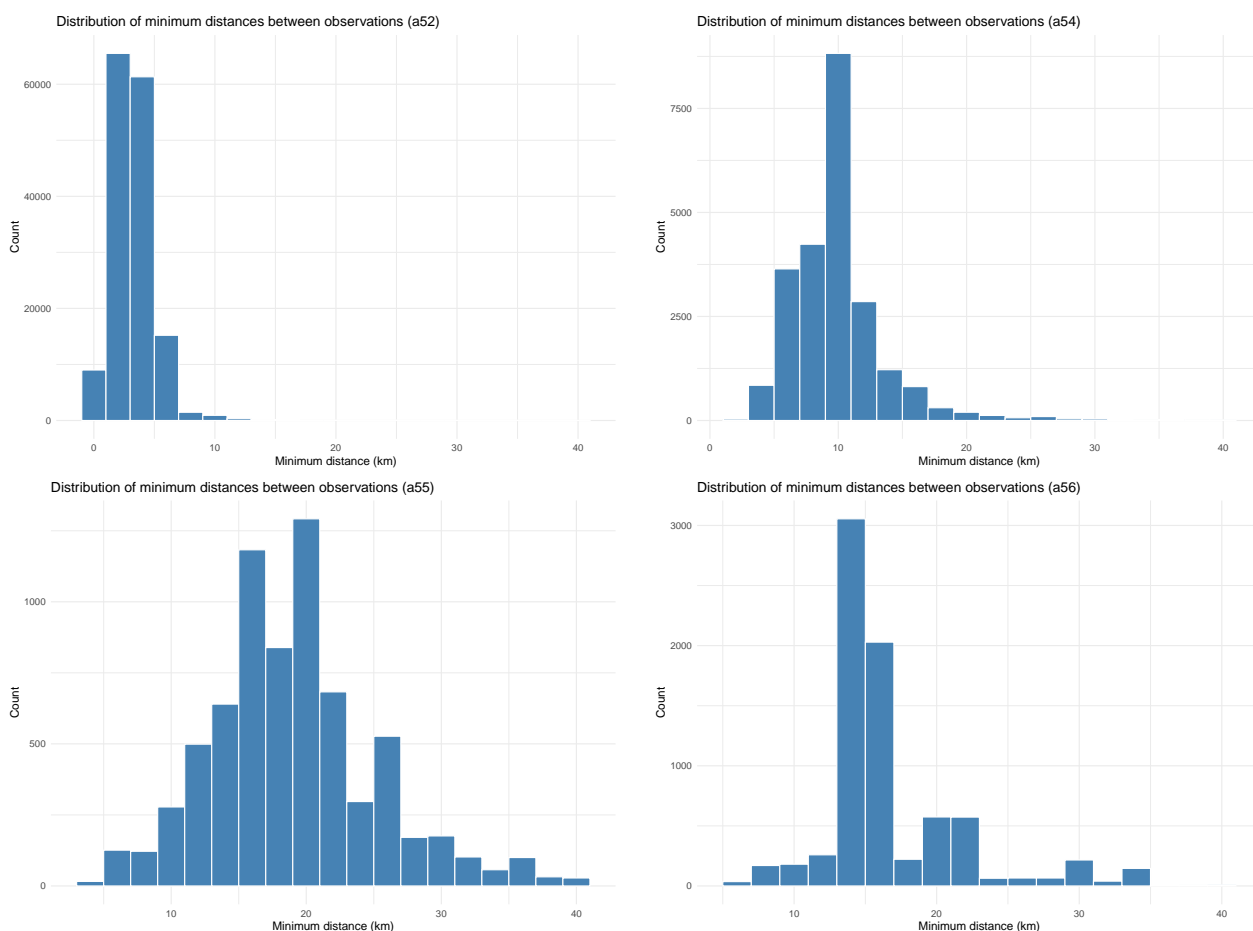 Distribution of minimum distances between observations (a52)
60000
40000
20000
0
Count
0 10 20 30 40
Minimum distance (km)
Distribution of minimum distances between observations (a54)
7500
5000
2500
0
Count
0 10 20 30 40
Minimum distance (km)
Distribution of minimum distances between observations (a55)
1000
500
0
Count
10 20 30 40
Minimum distance (km)
Distribution of minimum distances between observations (a56)
3000
2000
1000
0
Count
10 20 30 40
Minimum distance (km)